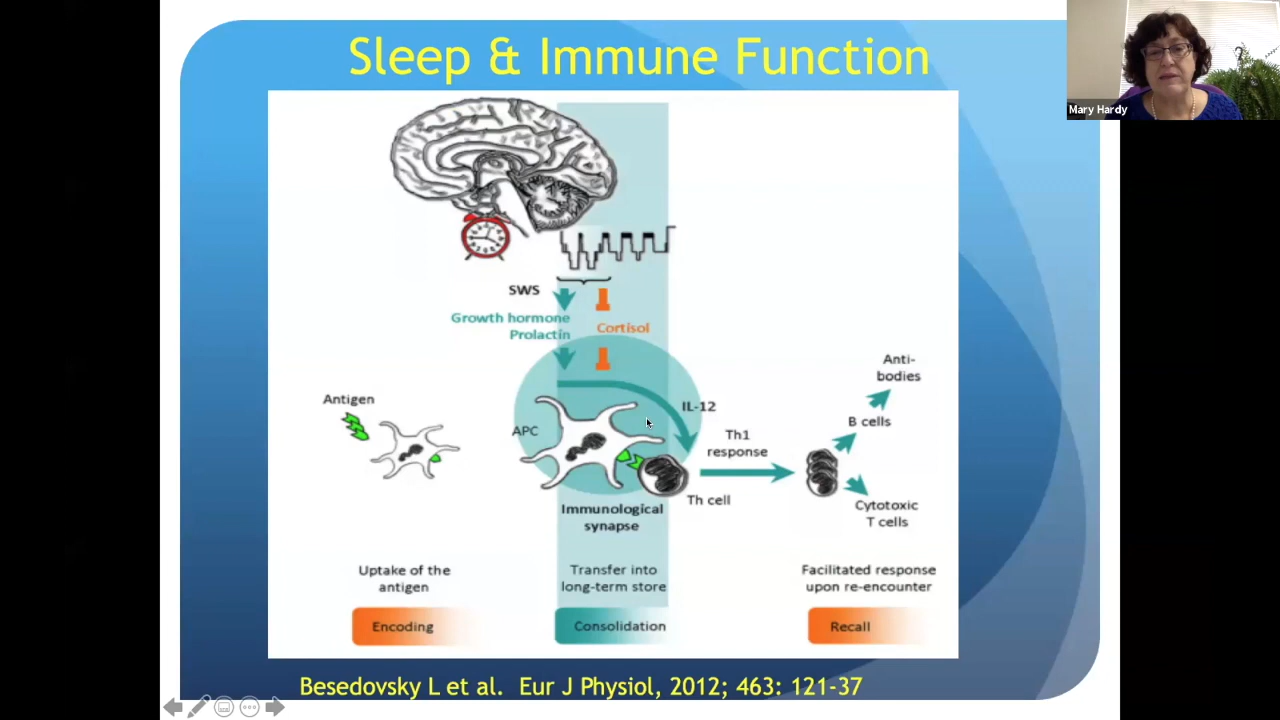 Sleep & Immune Function
Mary Hardy
SWS
Growth hormone
Prolactin
Cortisol
Antigen
APC
IL-12
Th1
response
Th cell
Anti-
bodies
B cells
Cytotoxic
T cells
Immunological
synapse
Uptake of the
antigen
Transfer into
long-term store
Facilitated response
upon re-encounter
Encoding
Consolidation
Recall
Besedovsky L et al. Eur J Physiol, 2012; 463: 121-37